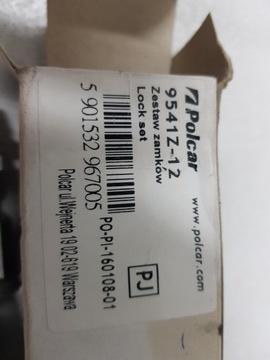 Polcar
www.polcar.com
9541Z-12
Zestaw zamków
Lock set
PO-PI-160108-01
PJ
5 901532 967005
Polcar ul.Wejnerta 19 02-619 Warszawa